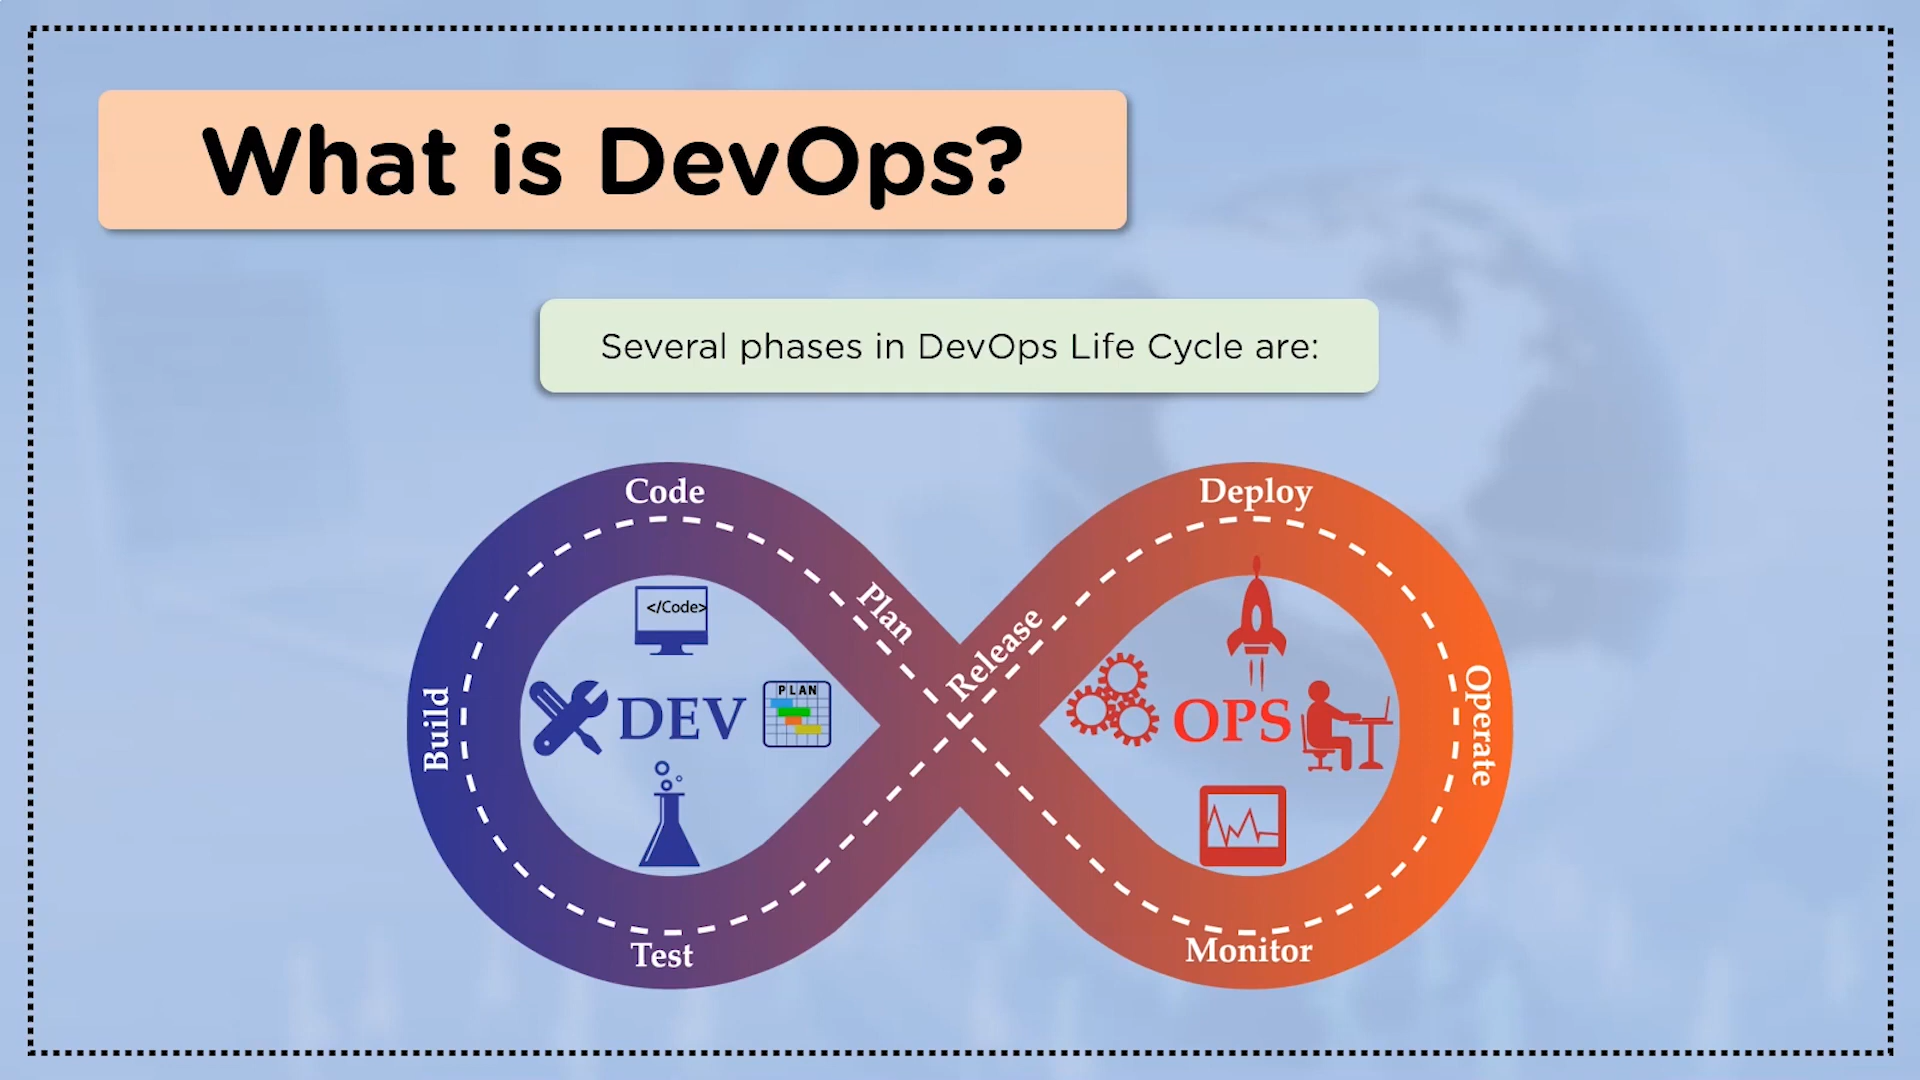 What is DevOps?
Several phases in DevOps Life Cycle are:
Code
Plan
Build
Test
</Code>
DEV
PLAN
Release
Deploy
Operate
Monitor
OPS